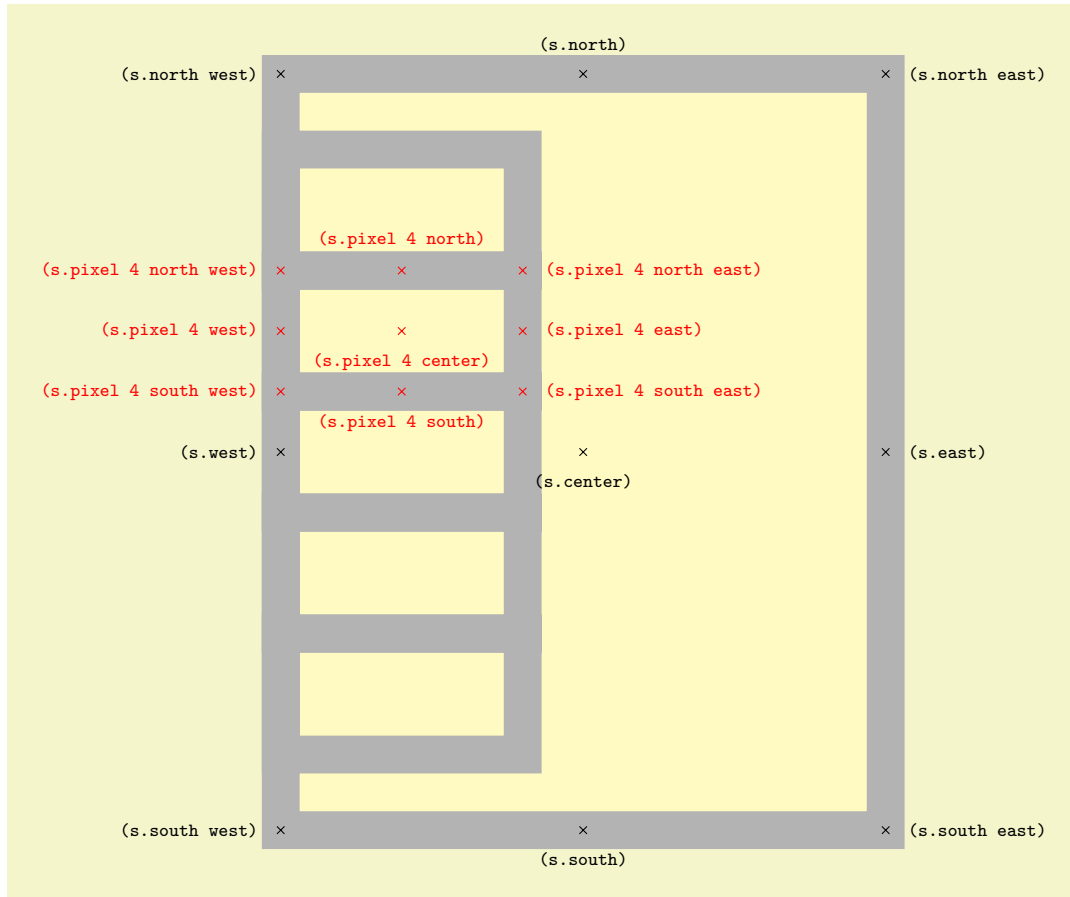 (s.north)
(s.north west)
(s.north east)
(s.pixel 4 north)
(s.pixel 4 north west)
(s.pixel 4 north east)
(s.pixel 4 west)
(s.pixel 4 east)
(s.pixel 4 center)
(s.pixel 4 south west)
(s.pixel 4 south east)
(s.pixel 4 south)
(s.west)
(s.east)
(s.center)
(s.south west)
(s.south east)
(s.south)